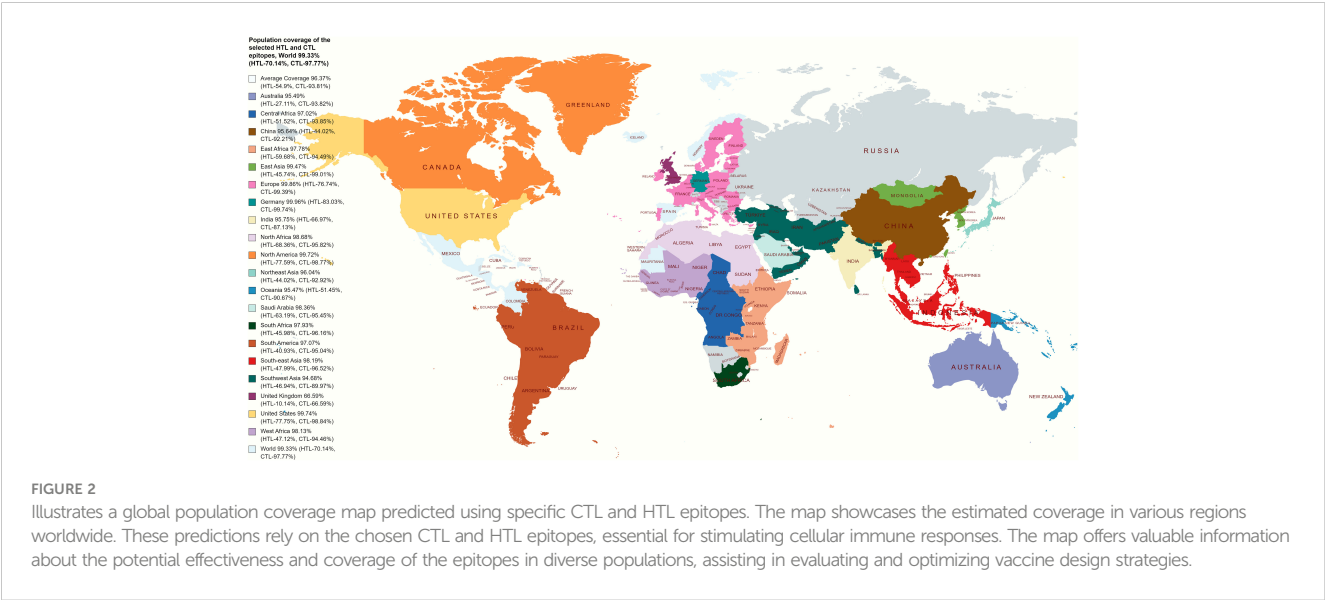 Population coverage of the
selected HTL and CTL
epitopes, World 99.33%
(HTL-70.14%, CTL-97.77%)
Average Coverage 96.37%
(HTL-54.9%, CTL-93.81%)
Australia 95.49%
(HTL-27.11%, CTL-93.82%)
Central Africa 97.02%
(HTL-51.52%, CTL-93.85%)
China 95.64% (HTL-44.02%,
CTL-92.21%)
East Africa 97.78%
(HTL-59.68%, CTL-94.49%)
East Asia 99.47%
(HTL-45.74%, CTL-99.01%)
Europe 99.86% (HTL-78.74%,
CTL-99.39%)
Germany 99.96% (HTL-83.03%,
CTL-99.74%)
India 95.75% (HTL-66.97%,
CTL-87.13%)
North Africa 98.68%
(HTL-68.36%, CTL-95.82%)
North America 99.72%
(HTL-77.59%, CTL-98.77%)
Northeast Asia 96.04%
(HTL-44.02%, CTL-92.92%)
Oceania 95.47% (HTL-51.45%,
CTL-90.67%)
Saudi Arabia 98.36%
(HTL-63.19%, CTL-95.45%)
South Africa 97.93%
(HTL-45.98%, CTL-96.16%)
South America 97.07%
(HTL-40.93%, CTL-95.04%)
South-east Asia 98.19%
(HTL-47.99%, CTL-96.52%)
Southwest Asia 94.68%
(HTL-46.94%, CTL-89.97%)
United Kingdom 66.59%
(HTL-10.14%, CTL-66.59%)
United States 99.74%
(HTL-77.75%, CTL-98.84%)
West Africa 98.13%
(HTL-47.12%, CTL-94.46%)
World 99.33% (HTL-70.14%,
CTL-97.77%)
GREENLAND
ICELAND
RUSSIA
CANADA
KAZAKHSTAN
UKRAINE
POLAND
FRANCE
MONGOLIA
UNITED STATES
PORTUGAL
SPAIN
JAPAN
CHINA
MEXICO
CUBA
ALGERIA
LIBYA
EGYPT
SAUDI ARABIA
INDIA
MAURITANIA
MALI
NIGER
SUDAN
PHILIPPINES
NIGERIA
ETHIOPIA
SOMALIA
COLOMBIA
KENYA
PERU
BRAZIL
TANZANIA
BOLIVIA
NAMIBIA
AUSTRALIA
CHILE
URUGUAY
ARGENTINA
NEW ZEALAND
FIGURE 2
Illustrates a global population coverage map predicted using specific CTL and HTL epitopes. The map showcases the estimated coverage in various regions
worldwide. These predictions rely on the chosen CTL and HTL epitopes, essential for stimulating cellular immune responses. The map offers valuable information
about the potential effectiveness and coverage of the epitopes in diverse populations, assisting in evaluating and optimizing vaccine design strategies.